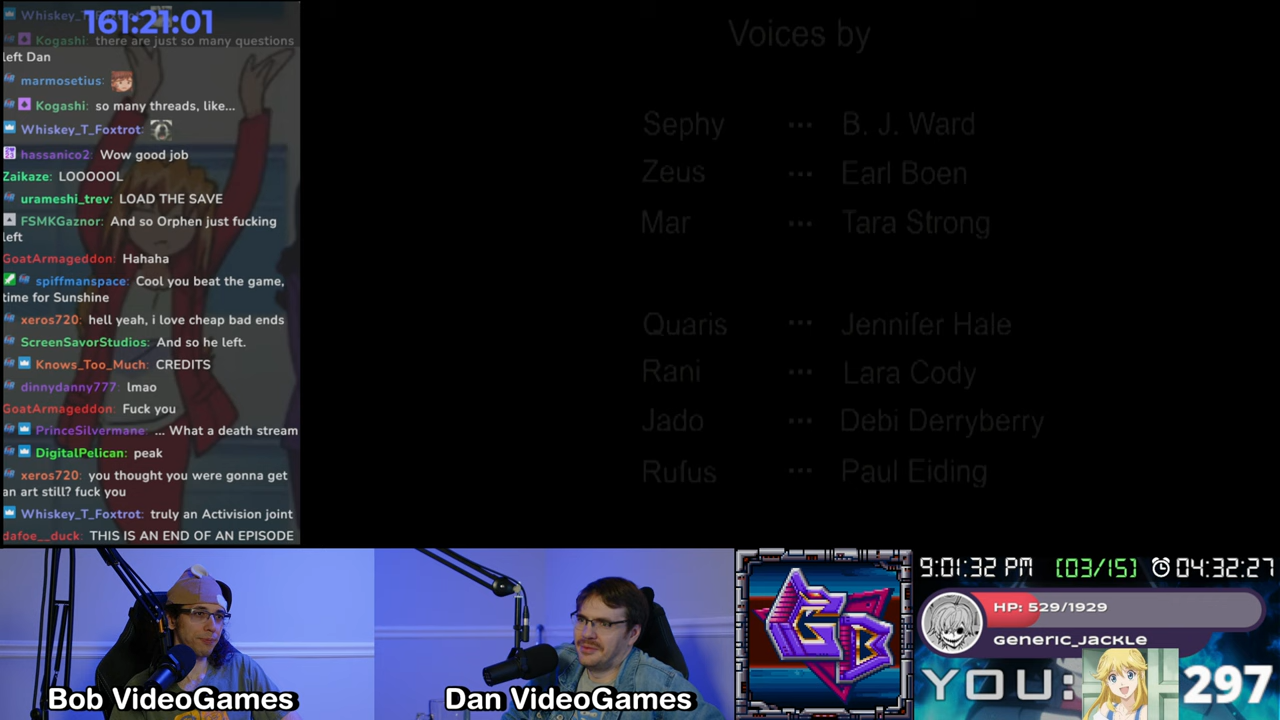 Whiskey_T_
161:21:01
Kogashi: there are just so many questions
left Dan
marmosetius:
Kogashi: so many threads, like...
Whiskey_T_Foxtrot:
hassanico2: Wow good job
Zaikaze: LOOOOOL
urameshi_trev: LOAD THE SAVE
FSMKGaznor: And so Orphen just fucking
left
GoatArmageddon: Hahaha
spiffmanspace: Cool you beat the game,
time for Sunshine
xeros720: hell yeah, i love cheap bad ends
ScreenSavorStudios: And so he left.
Knows_Too_Much: CREDITS
dinnydanny777: lmao
GoatArmageddon: Fuck you
PrinceSilvermane: ... What a death stream
DigitalPelican: peak
xeros720: you thought you were gonna get
an art still? fuck you
Whiskey_T_Foxtrot: truly an Activision joint
dafoe__duck: THIS IS AN END OF AN EPISODE
Voices by
Sephy ... B. J. Ward
Zeus ... Earl Boen
Mar ... Tara Strong
Quaris ... Jennifer Hale
Rani ... Lara Cody
Jado ... Debi Derryberry
Rufus ... Paul Eiding
Bob VideoGames
Dan VideoGames
GB
9:01:32 PM [03/15] 04:32:27
HP: 529/1929
Generic_Jackle
YOU: 297